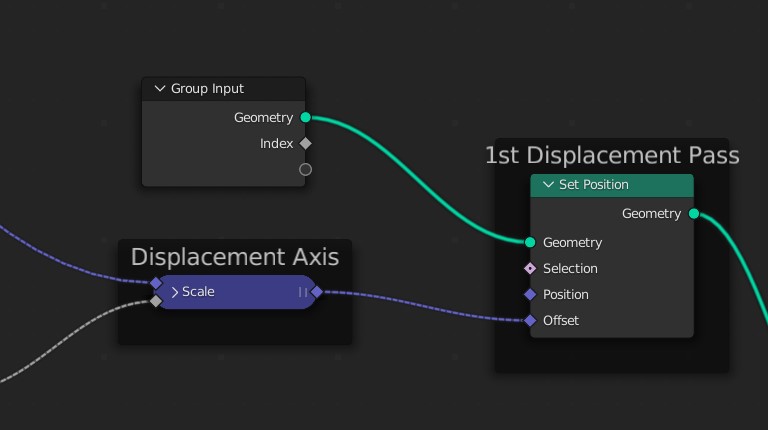 Group Input
Geometry
Index
Displacement Axis
Scale
1st Displacement Pass
Set Position
Geometry
Geometry
Selection
Position
Offset